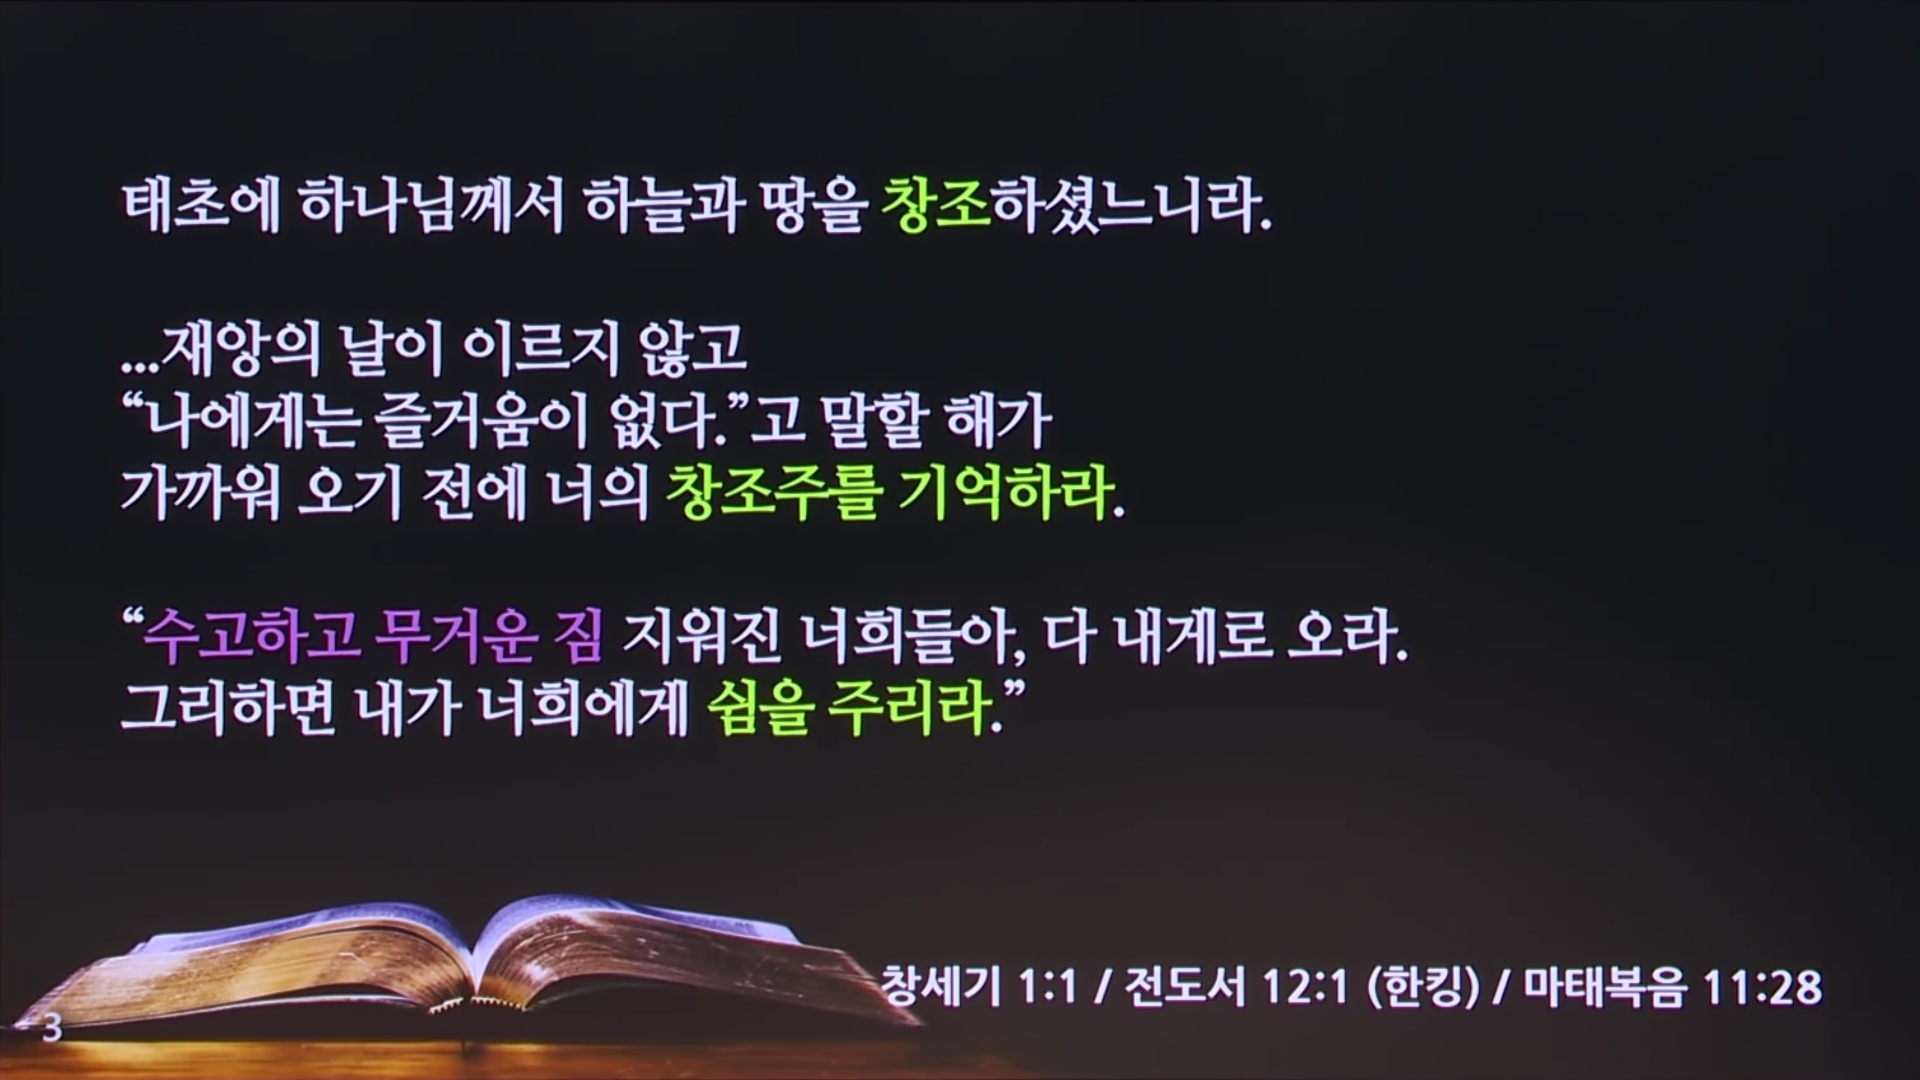 태초에 하나님께서 하늘과 땅을 창조하셨느니라.
...재앙의 날이 이르지 않고
“나에게는 즐거움이 없다.”고 말할 해가
가까워 오기 전에 너의 창조주를 기억하라.
“수고하고 무거운 짐 지워진 너희들아, 다 내게로 오라.
그리하면 내가 너희에게 쉼을 주리라.”
창세기 1:1 / 전도서 12:1 (한킹) / 마태복음 11:28
3